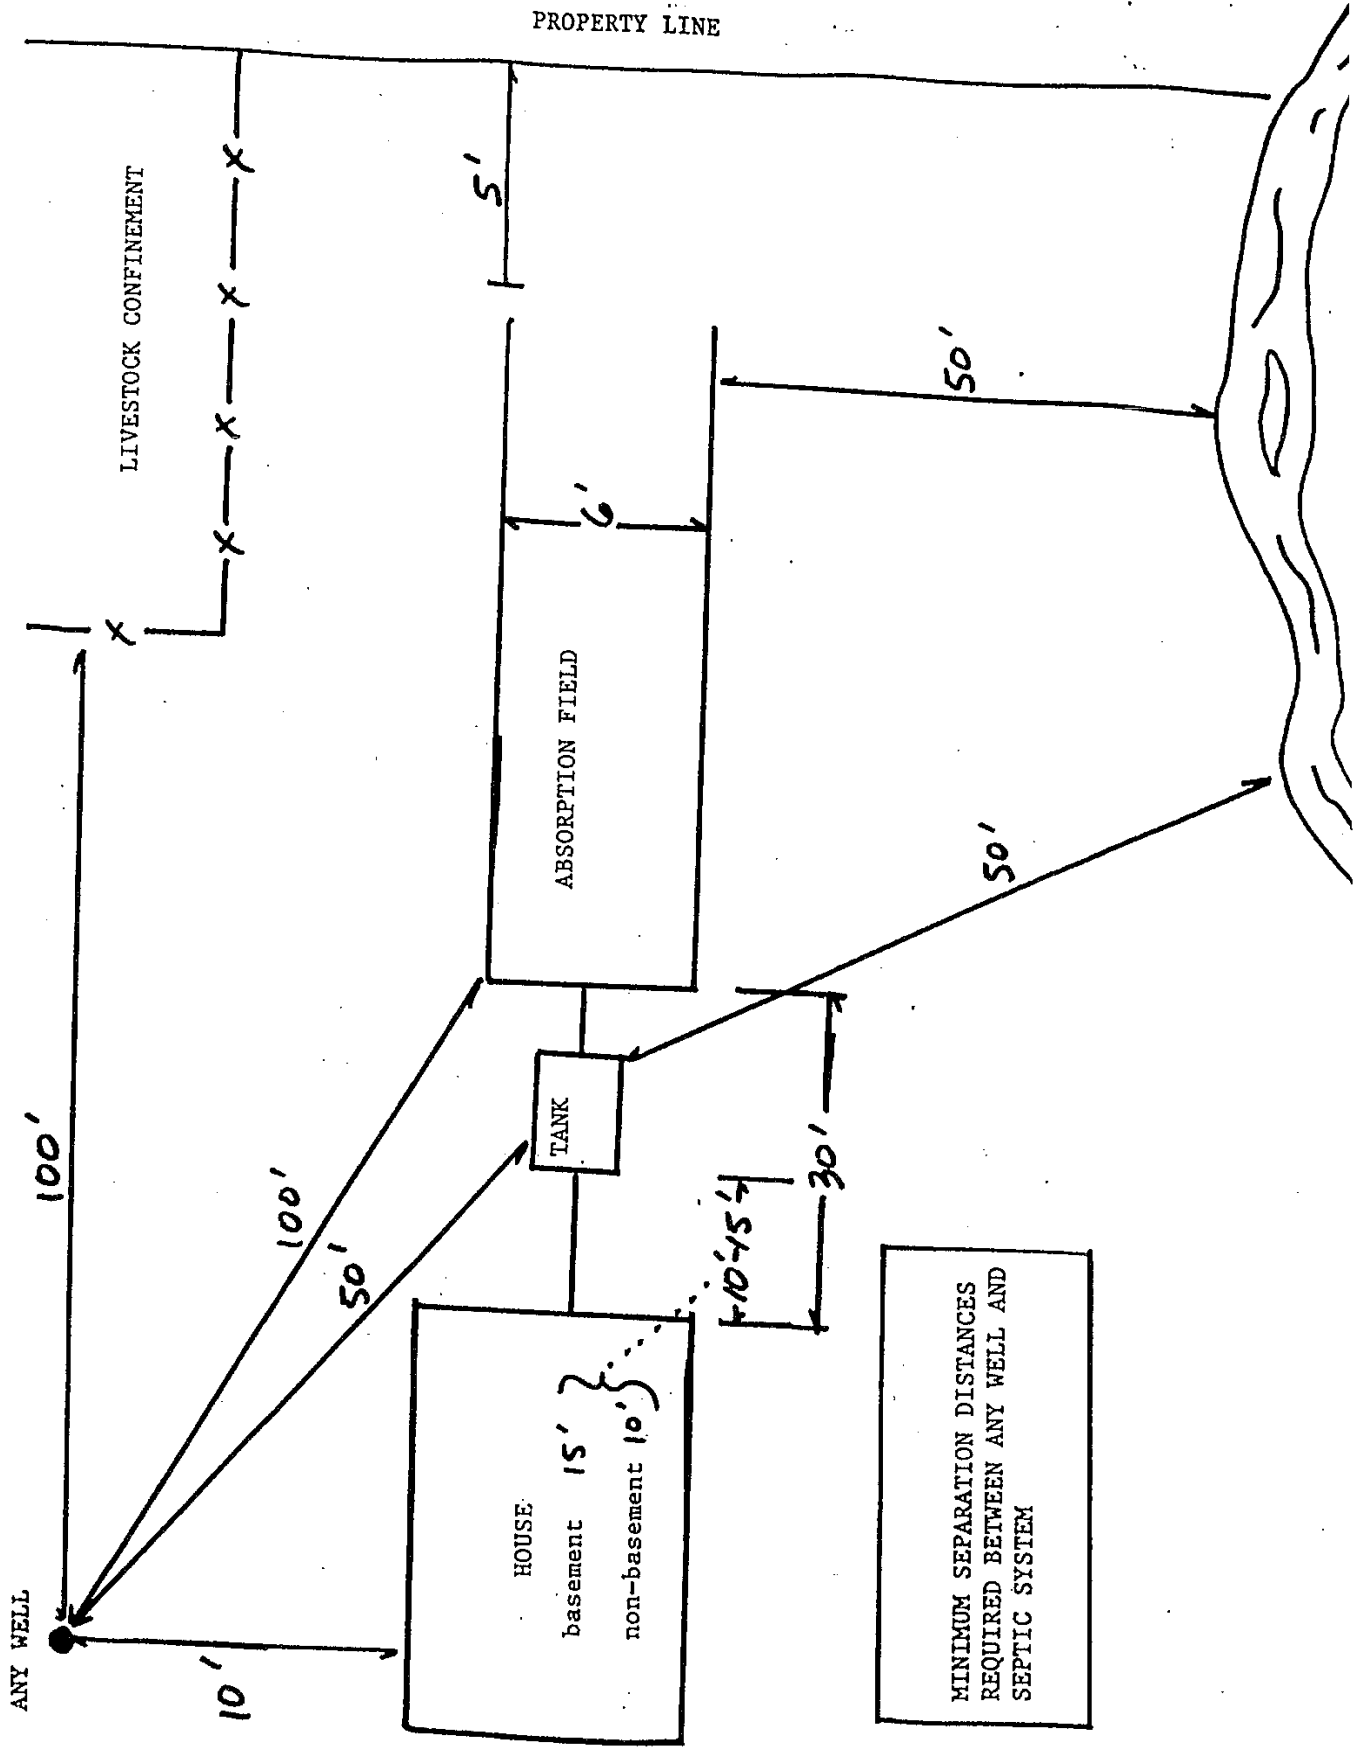 ANY WELL
100'
LIVESTOCK CONFINEMENT
PROPERTY LINE
10'
100'
50'
5'
HOUSE
basement 15'
non-basement 10'
TANK
ABSORPTION FIELD
6'
10'-15'
30'
50'
50'
MINIMUM SEPARATION DISTANCES
REQUIRED BETWEEN ANY WELL AND
SEPTIC SYSTEM